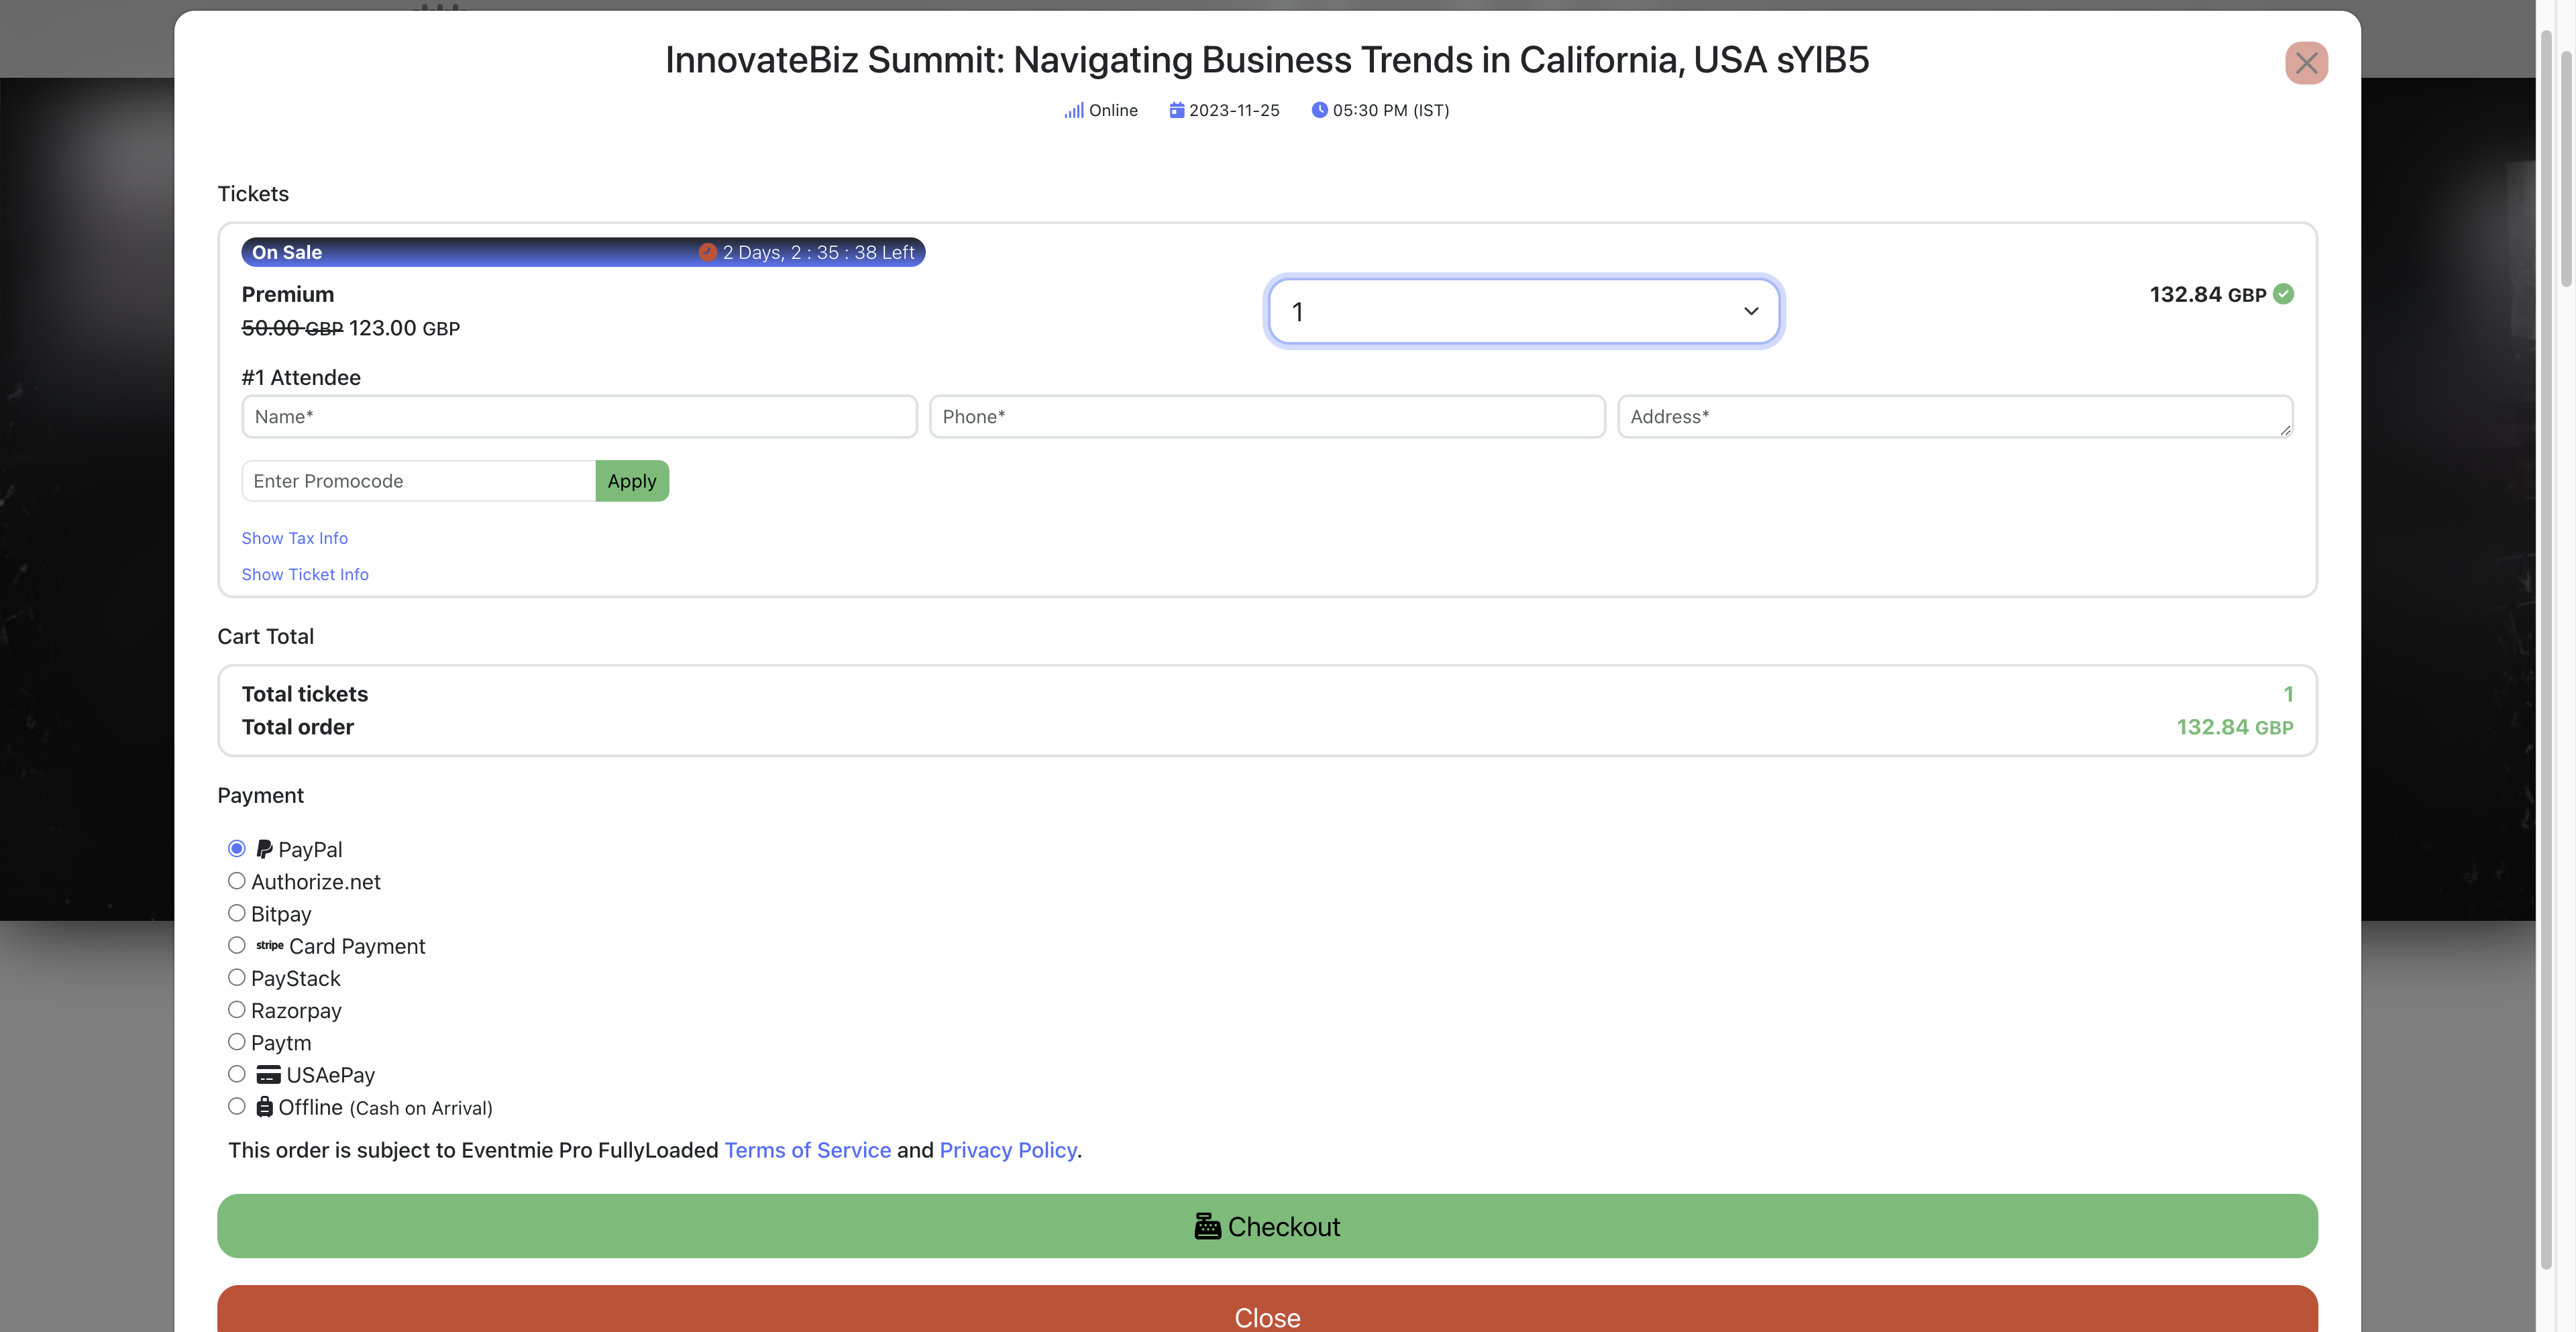 InnovateBiz Summit: Navigating Business Trends in California, USA sYIB5
Online 2023-11-25 05:30 PM (IST)
Tickets
On Sale 2 Days, 2 : 35 : 38 Left
Premium 1 132.84 GBP
50.00 GBP 123.00 GBP
#1 Attendee
Name* Phone* Address*
Enter Promocode Apply
Show Tax Info
Show Ticket Info
Cart Total
Total tickets 1
Total order 132.84 GBP
Payment
PayPal
Authorize.net
Bitpay
stripe Card Payment
PayStack
Razorpay
Paytm
USAePay
Offline (Cash on Arrival)
This order is subject to Eventmie Pro FullyLoaded Terms of Service and Privacy Policy.
Checkout
Close